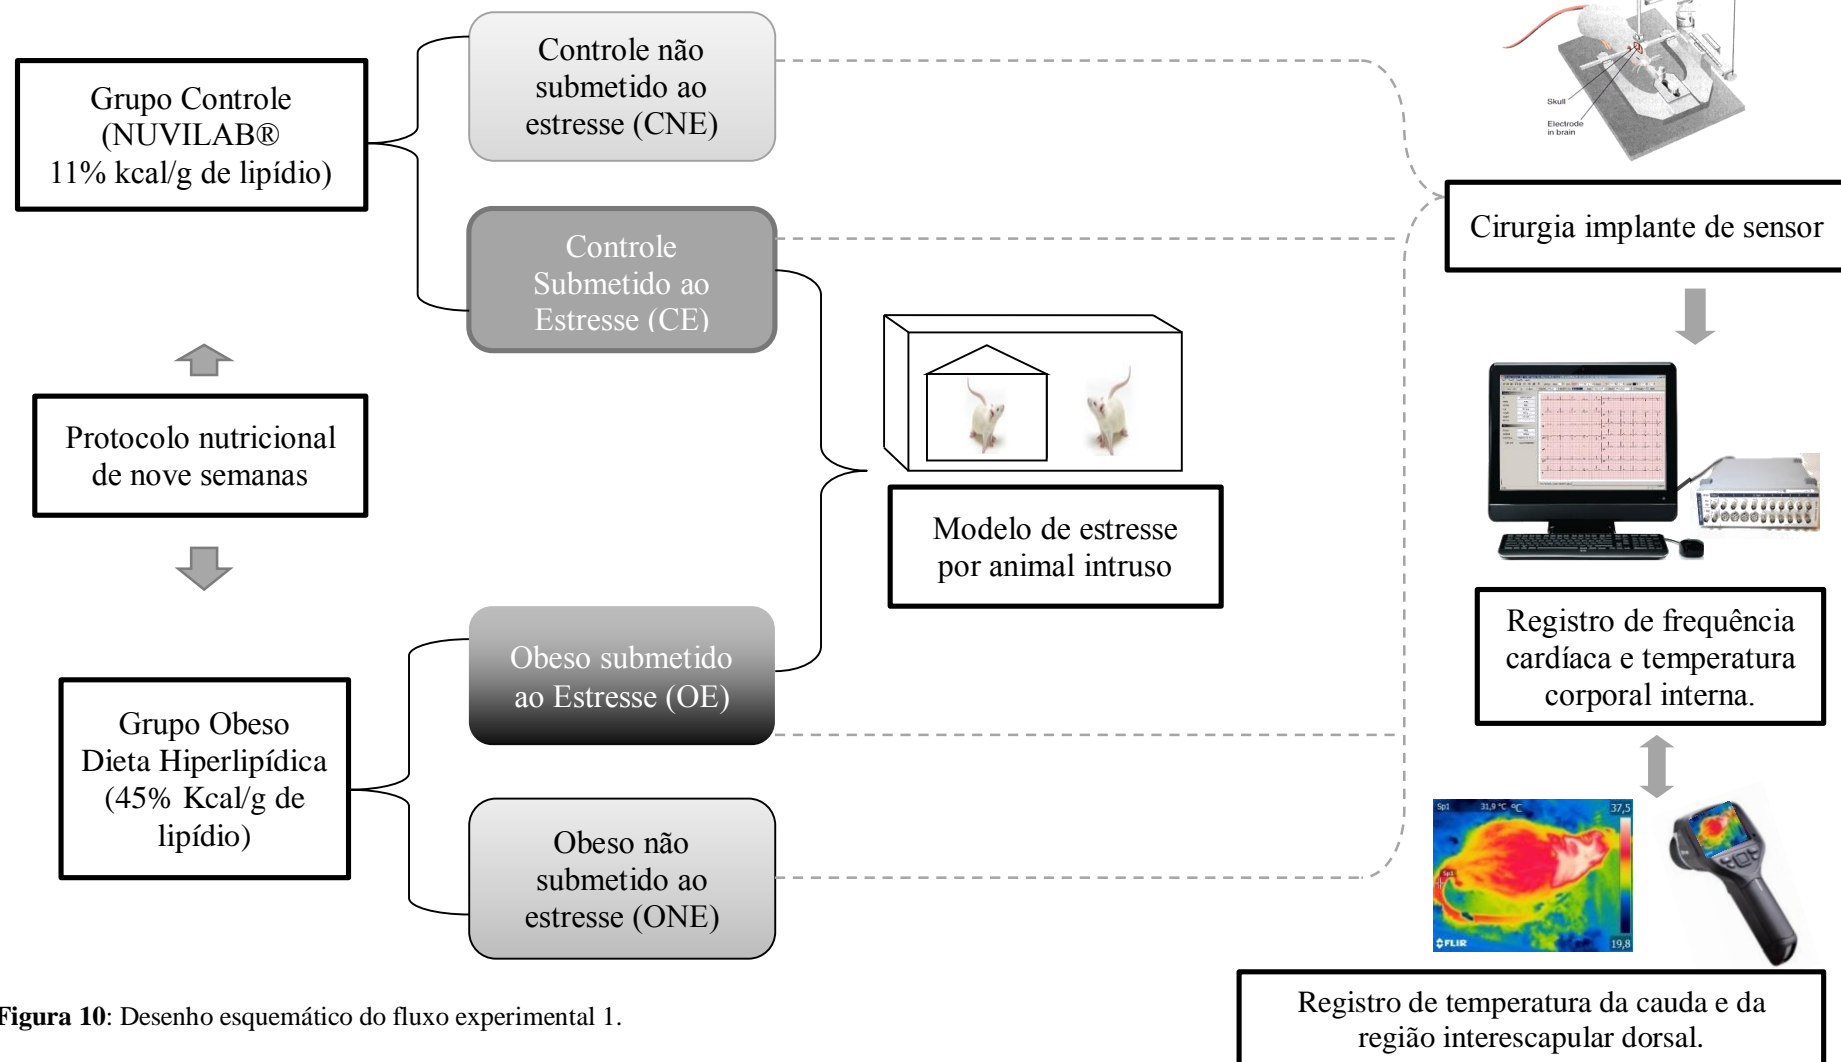 Grupo Controle
(NUVILAB®
11% kcal/g de lipídio)
Protocolo nutricional
de nove semanas
Grupo Obeso
Dieta Hiperlipídica
(45% Kcal/g de
lipídio)
Controle não
submetido ao
estresse (CNE)
Controle
Submetido ao
Estresse (CE)
Obeso submetido
ao Estresse (OE)
Obeso não
submetido ao
estresse (ONE)
Modelo de estresse
por animal intruso
Skull
Electrode
in brain
Cirurgia implante de sensor
Registro de frequência
cardíaca e temperatura
corporal interna.
Sp1 31,9 °C °C 37,5
Sp1
FLIR 19,8
Registro de temperatura da cauda e da
região interescapular dorsal.
Figura 10: Desenho esquemático do fluxo experimental 1.